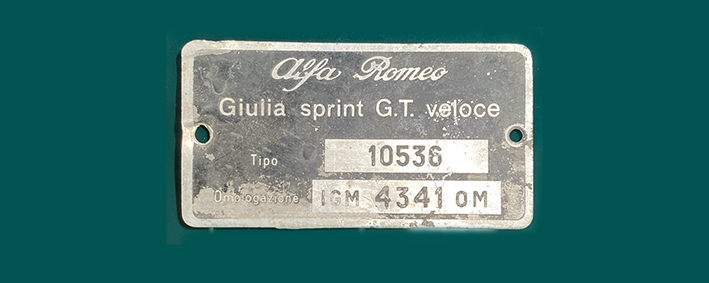 Alfa Romeo
Giulia sprint G.T. veloce
Tipo 10536
Omologazione IGM 4341 OM